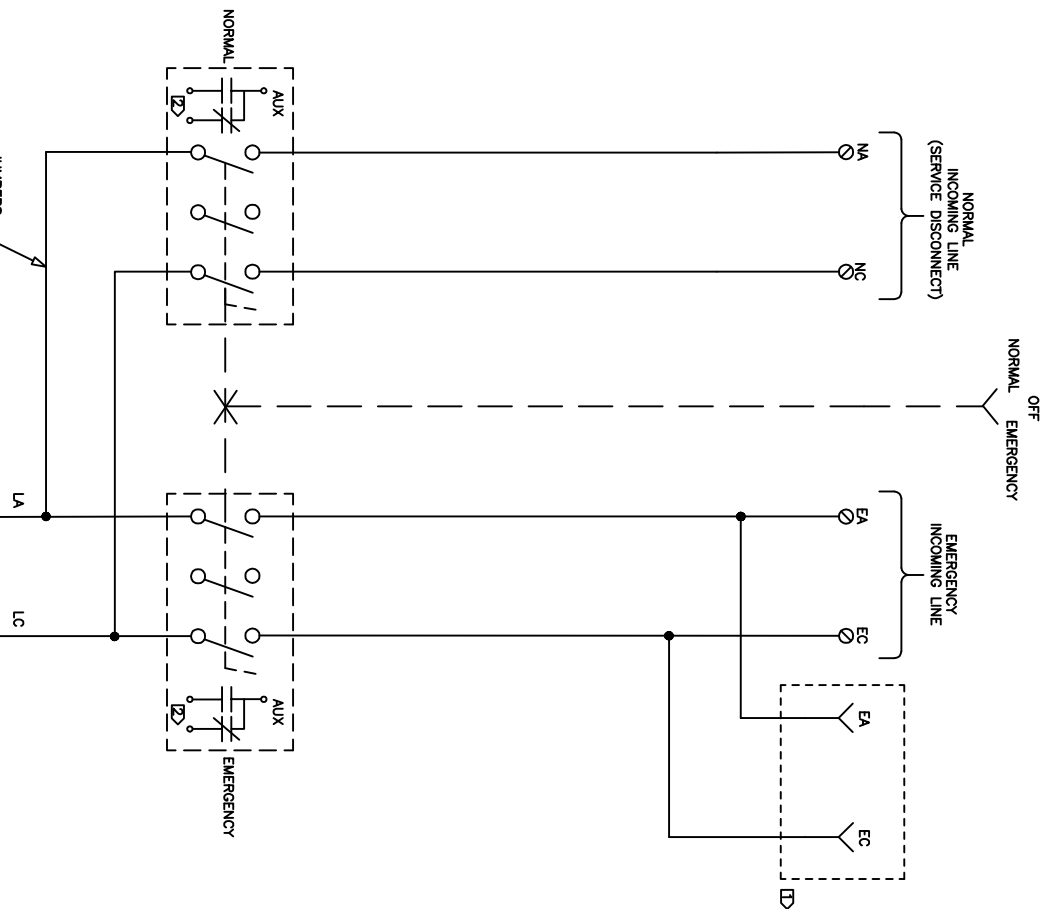 OFF
NORMAL EMERGENCY
NORMAL
INCOMING LINE
(SERVICE DISCONNECT)
EMERGENCY
INCOMING LINE
NA
NC
EA
EC
EA
EC
1
AUX
2
NORMAL
AUX
2
EMERGENCY
LA
LC